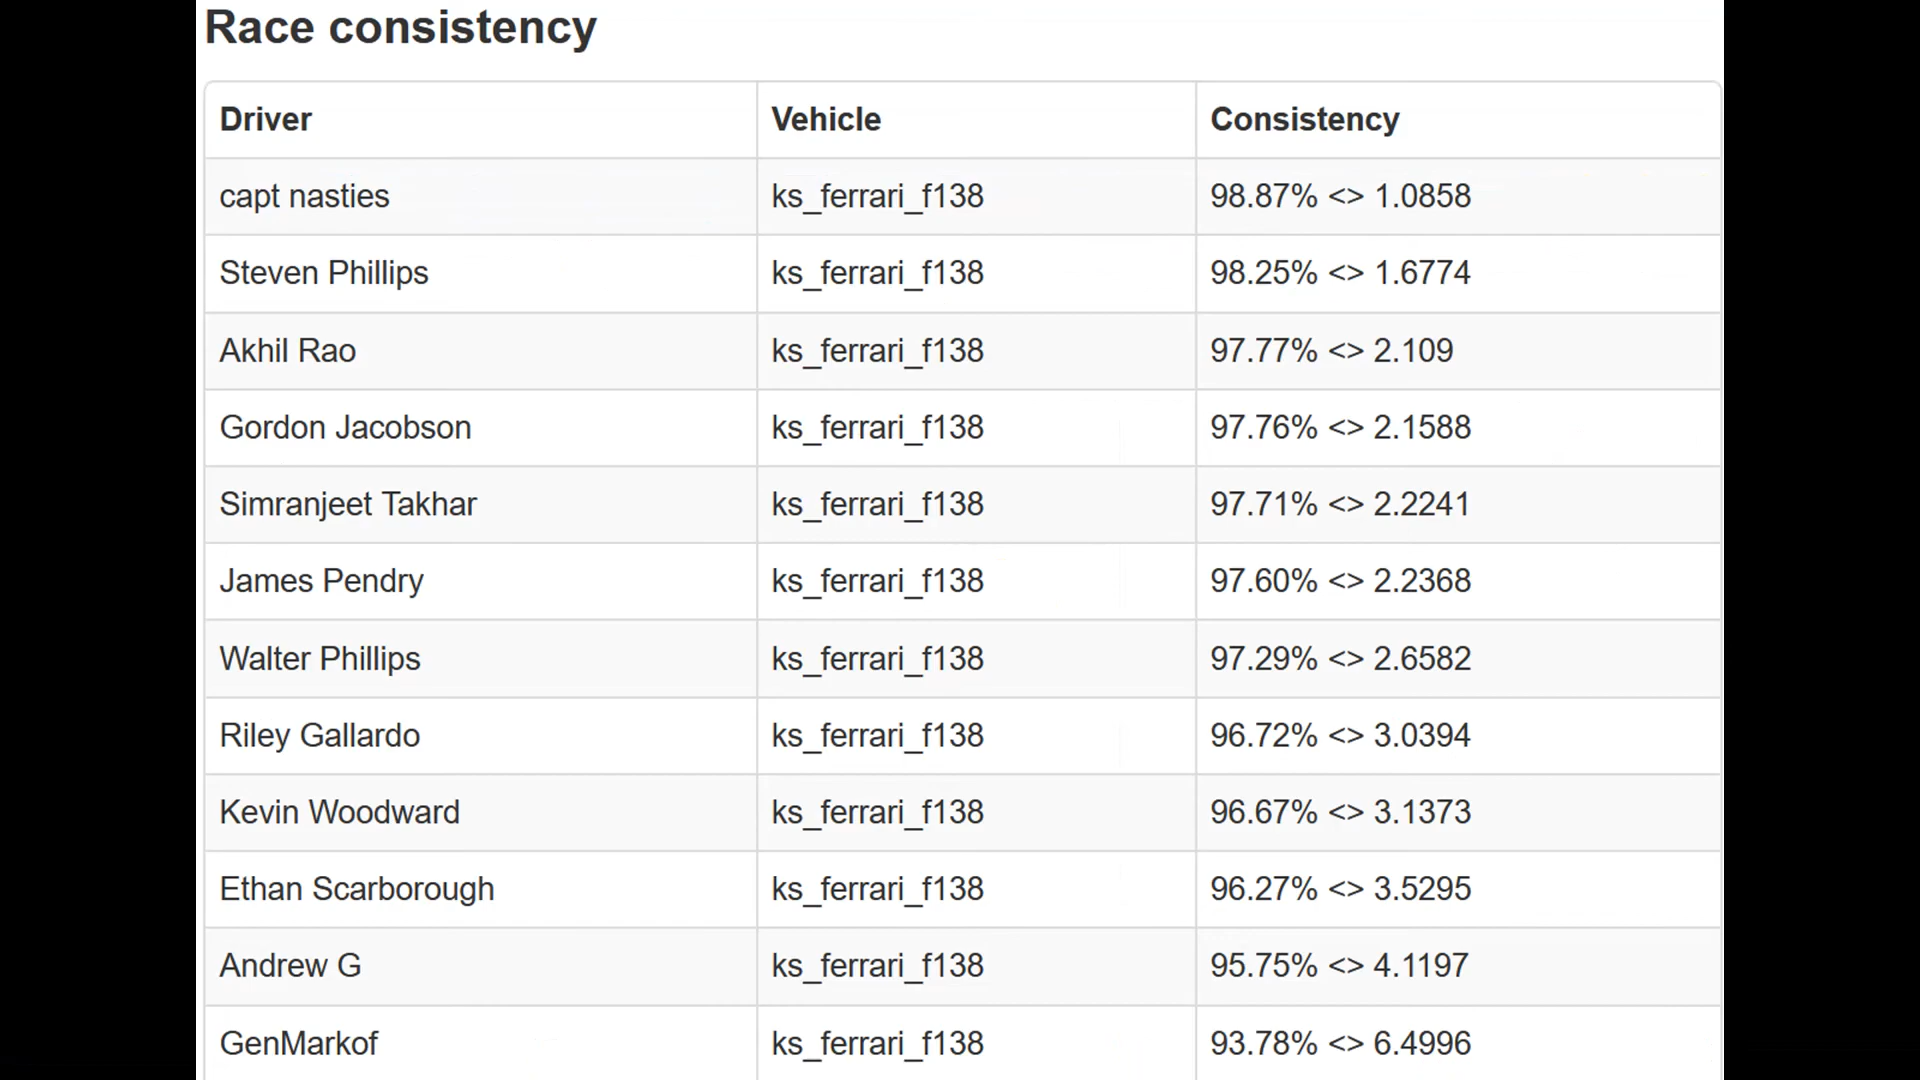 Race consistency
Driver Vehicle Consistency
capt nasties ks_ferrari_f138 98.87% <> 1.0858
Steven Phillips ks_ferrari_f138 98.25% <> 1.6774
Akhil Rao ks_ferrari_f138 97.77% <> 2.109
Gordon Jacobson ks_ferrari_f138 97.76% <> 2.1588
Simranjeet Takhar ks_ferrari_f138 97.71% <> 2.2241
James Pendry ks_ferrari_f138 97.60% <> 2.2368
Walter Phillips ks_ferrari_f138 97.29% <> 2.6582
Riley Gallardo ks_ferrari_f138 96.72% <> 3.0394
Kevin Woodward ks_ferrari_f138 96.67% <> 3.1373
Ethan Scarborough ks_ferrari_f138 96.27% <> 3.5295
Andrew G ks_ferrari_f138 95.75% <> 4.1197
GenMarkof ks_ferrari_f138 93.78% <> 6.4996